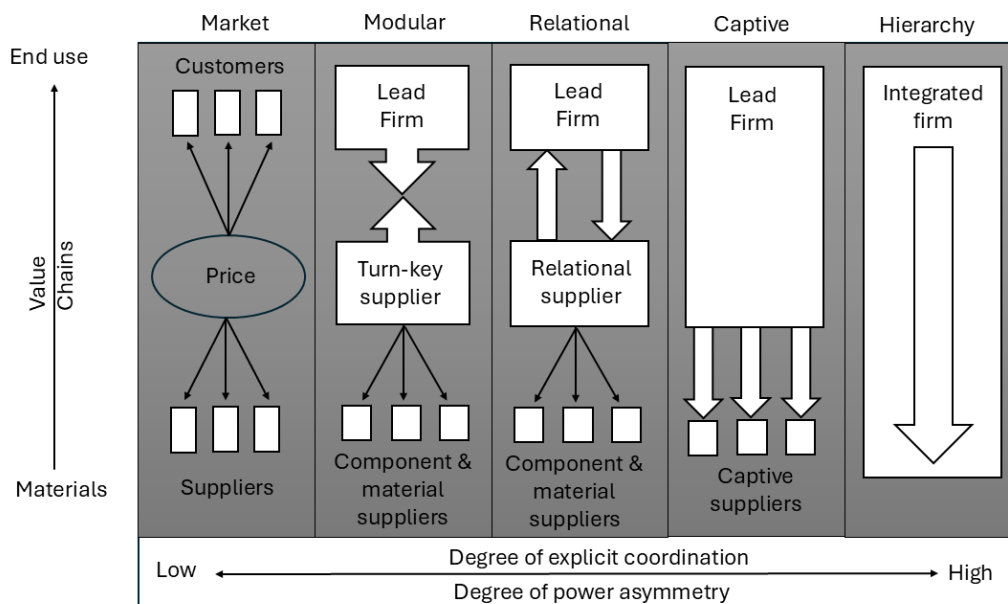 Market
Modular
Relational
Captive
Hierarchy
End use
Value
Chains
Materials
Customers
Price
Suppliers
Lead
Firm
Turn-key
supplier
Component &
material
suppliers
Lead
Firm
Relational
supplier
Component &
material
suppliers
Lead
Firm
Captive
suppliers
Integrated
firm
Low
Degree of explicit coordination
Degree of power asymmetry
High